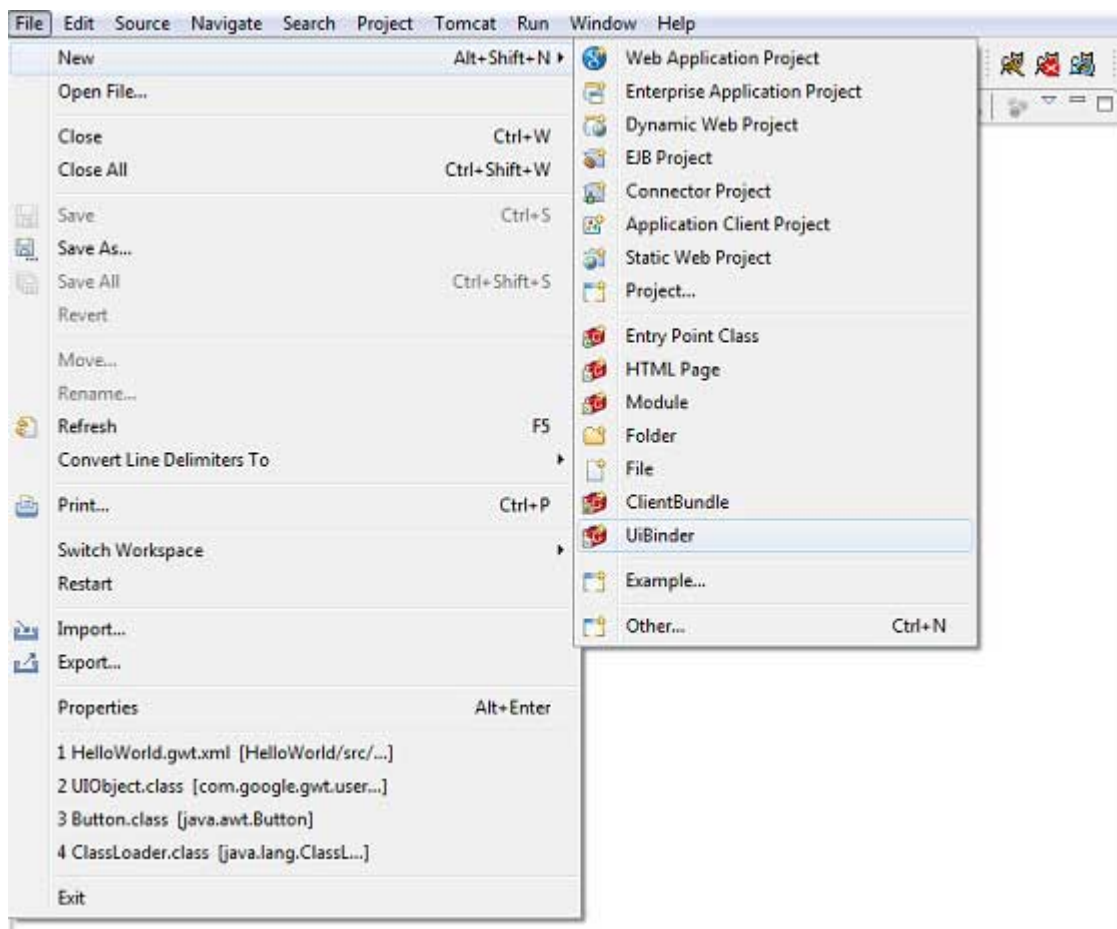 File Edit Source Navigate Search Project Tomcat Run Window Help
New Alt+Shift+N
Open File...
Close Ctrl+W
Close All Ctrl+Shift+W
Save Ctrl+S
Save As...
Save All Ctrl+Shift+S
Revert
Move...
Rename...
Refresh F5
Convert Line Delimiters To
Print... Ctrl+P
Switch Workspace
Restart
Import...
Export...
Properties Alt+Enter
1 HelloWorld.gwt.xml [HelloWorld/src/...]
2 UIObject.class [com.google.gwt.user...]
3 Button.class [java.awt.Button]
4 ClassLoader.class [java.lang.ClassL...]
Exit
Web Application Project
Enterprise Application Project
Dynamic Web Project
EJB Project
Connector Project
Application Client Project
Static Web Project
Project...
Entry Point Class
HTML Page
Module
Folder
File
ClientBundle
UiBinder
Example...
Other... Ctrl+N